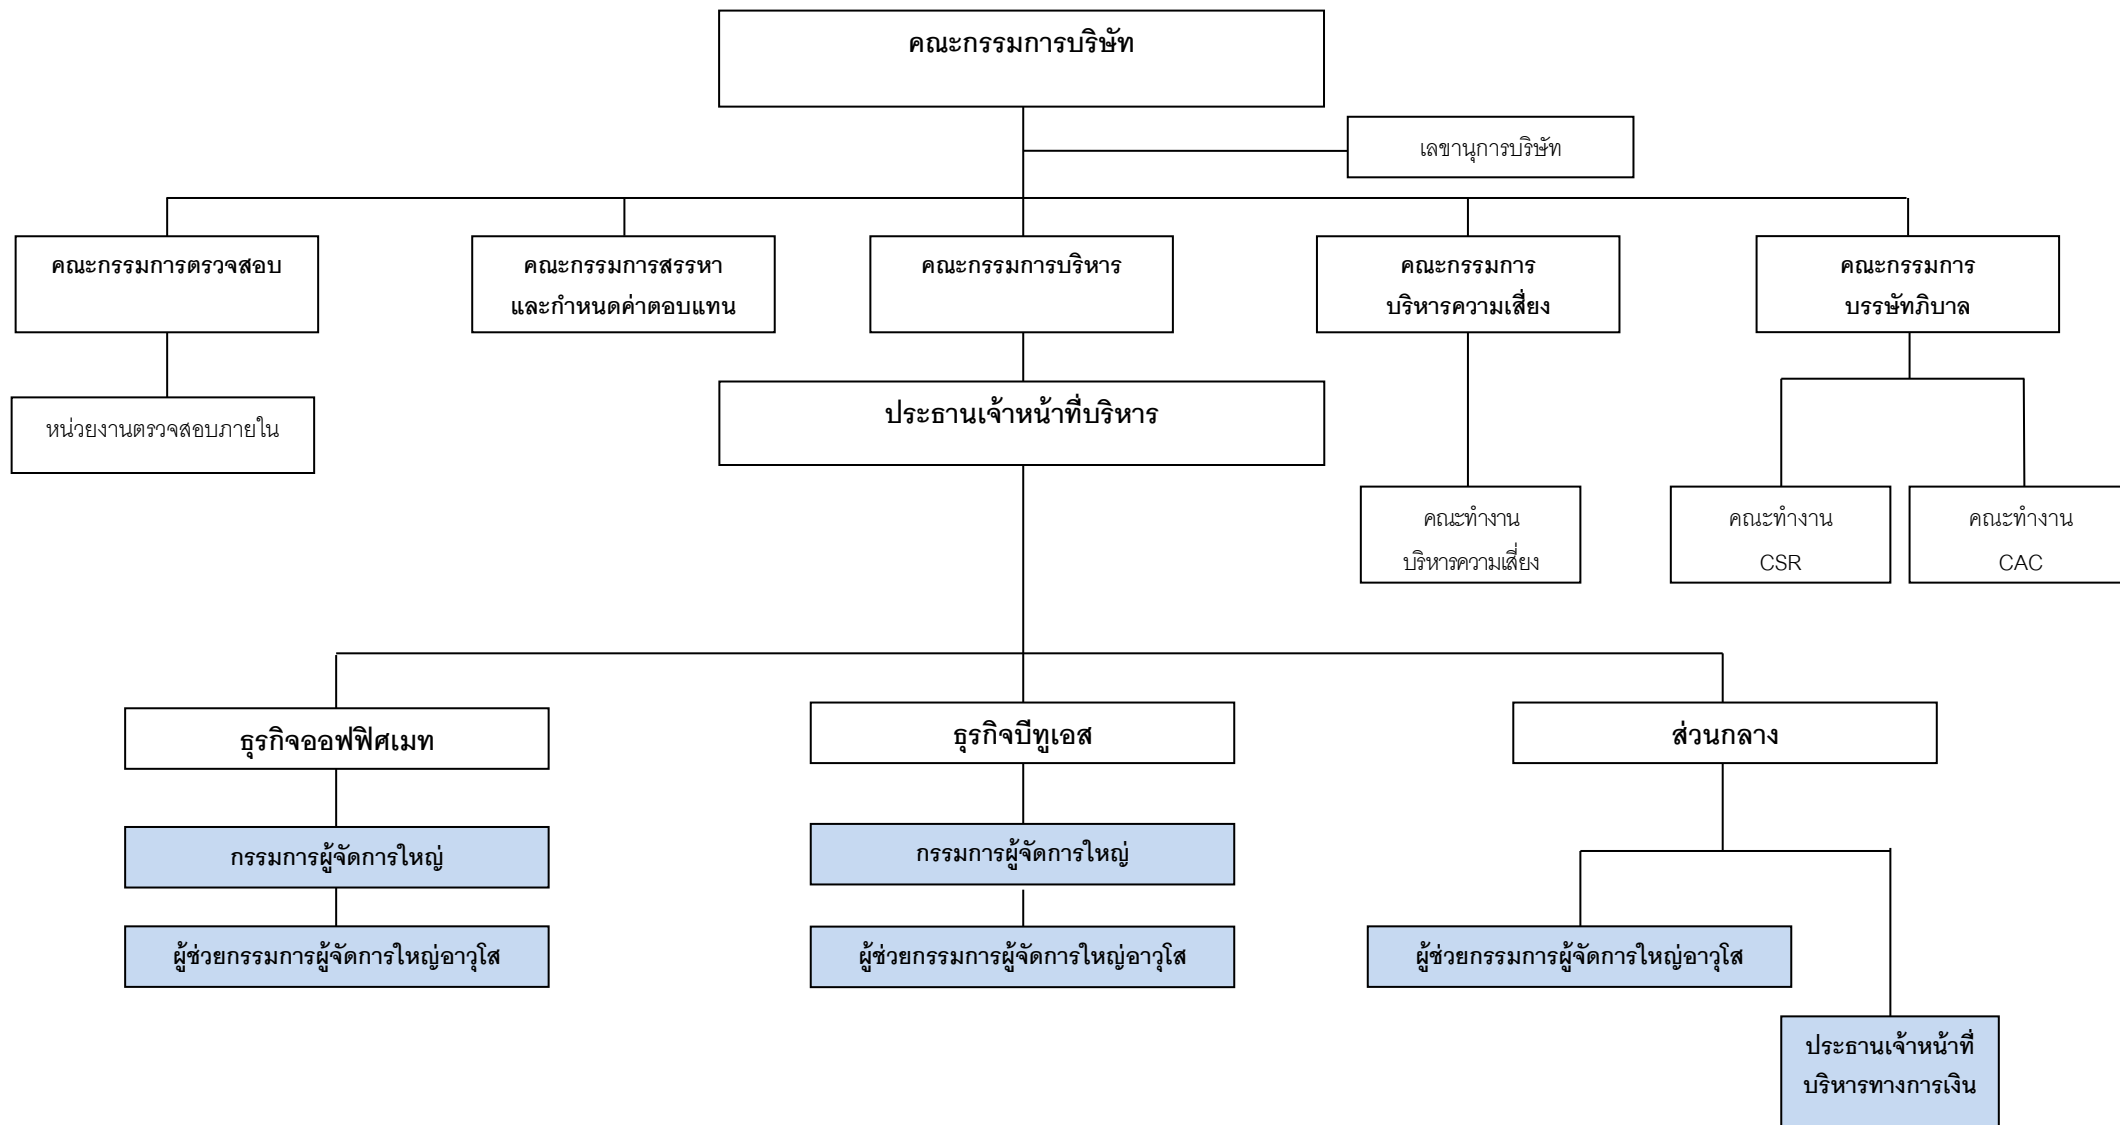 คณะกรรมการบริษัท
เลขานุการบริษัท
คณะกรรมการตรวจสอบ
คณะกรรมการสรรหา
และกำหนดค่าตอบแทน
คณะกรรมการบริหาร
คณะกรรมการ
บริหารความเสี่ยง
คณะกรรมการ
บรรษัทภิบาล
หน่วยงานตรวจสอบภายใน
ประธานเจ้าหน้าที่บริหาร
คณะทำงาน
บริหารความเสี่ยง
คณะทำงาน
CSR
คณะทำงาน
CAC
ธุรกิจออฟฟิศเมท
ธุรกิจบีทูเอส
ส่วนกลาง
กรรมการผู้จัดการใหญ่
กรรมการผู้จัดการใหญ่
ผู้ช่วยกรรมการผู้จัดการใหญ่อาวุโส
ผู้ช่วยกรรมการผู้จัดการใหญ่อาวุโส
ผู้ช่วยกรรมการผู้จัดการใหญ่อาวุโส
ประธานเจ้าหน้าที่
บริหารทางการเงิน